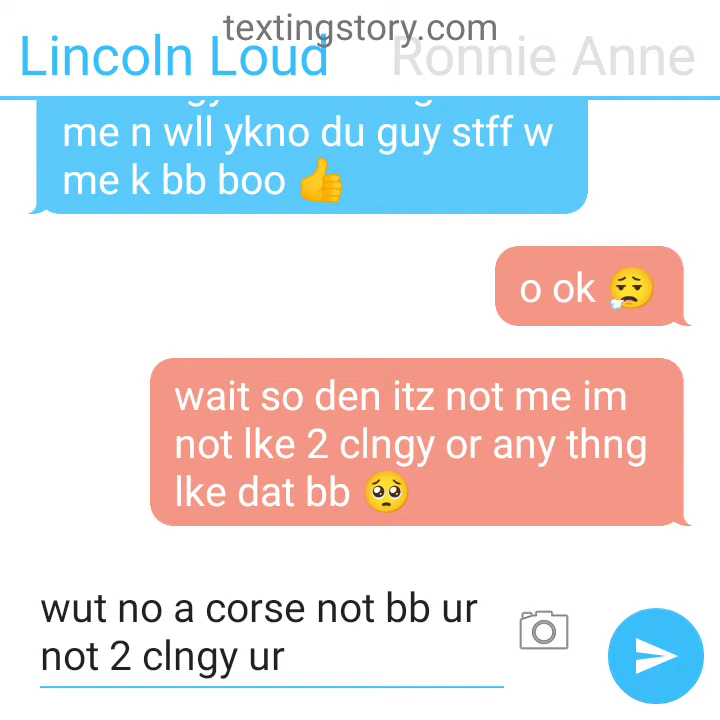 textingstory.com
Lincoln Loud Ronnie Anne
me n wll ykno du guy stff w
me k bb boo 👍
o ok 😮‍💨
wait so den itz not me im
not lke 2 clngy or any thng
lke dat bb 🥺
wut no a corse not bb ur
not 2 clngy ur